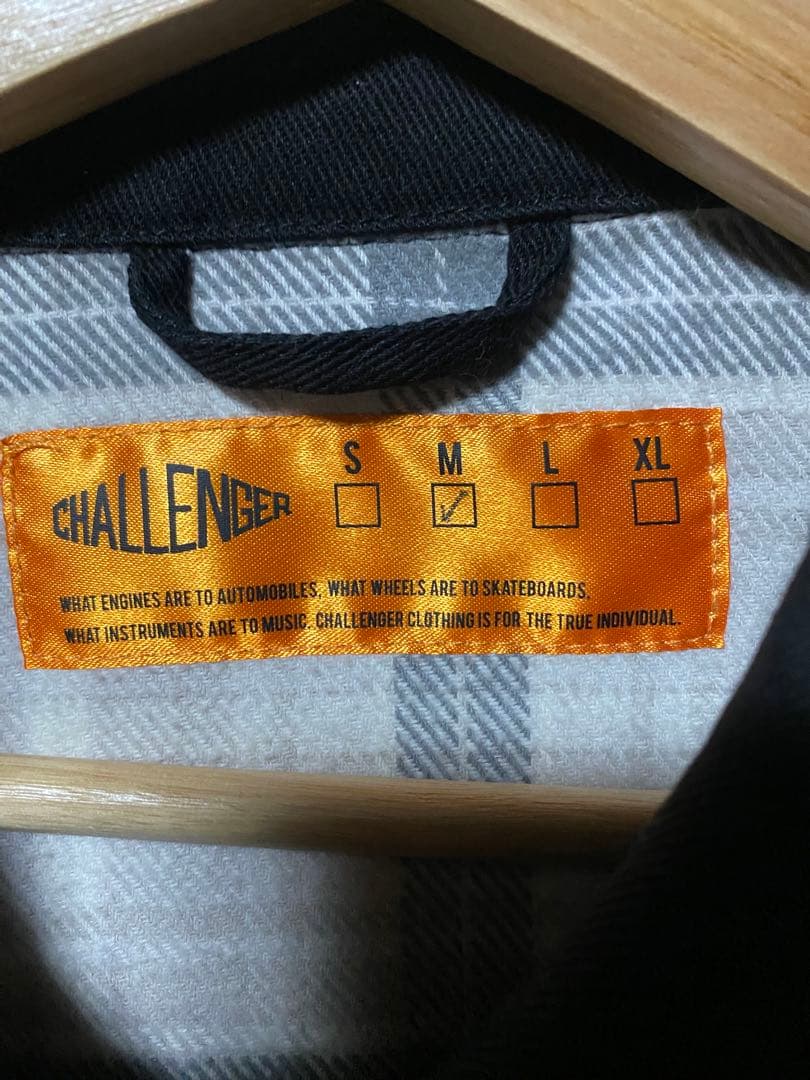 CHALLENGER
S M L XL
WHAT ENGINES ARE TO AUTOMOBILES, WHAT WHEELS ARE TO SKATEBOARDS,
WHAT INSTRUMENTS ARE TO MUSIC, CHALLENGER CLOTHING IS FOR THE TRUE INDIVIDUAL.